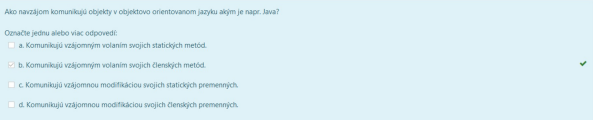 Ako navzájom komunikujú objekty v objektovo orientovanom jazyku akým je napr. Java?
Označte jednu alebo viac odpovedí:
a. Komunikujú vzájomným volaním svojich statických metód.
b. Komunikujú vzájomným volaním svojich členských metód.
c. Komunikujú vzájomnou modifikáciou svojich statických premenných.
d. Komunikujú vzájomnou modifikáciou svojich členských premenných.